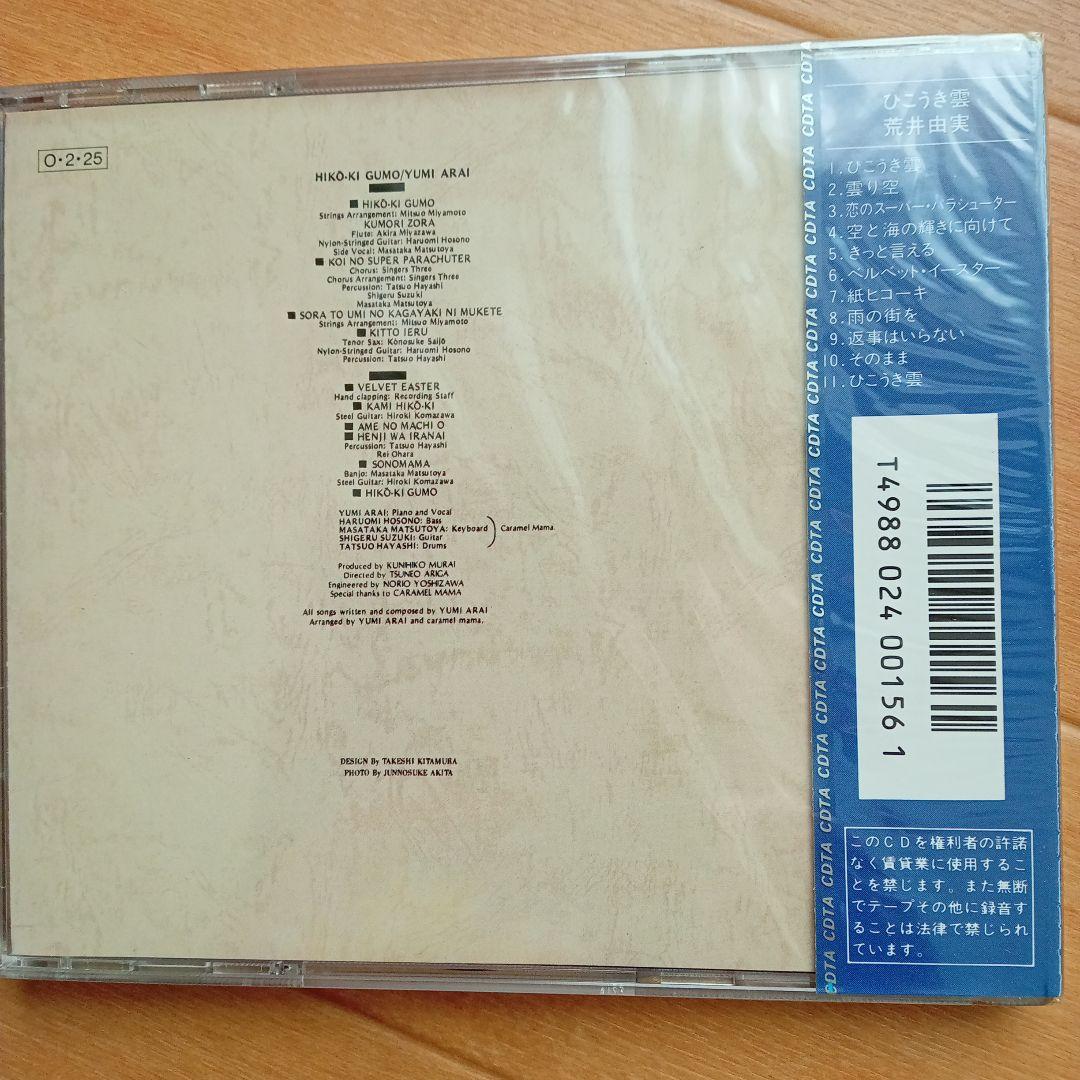 O・2・25
HIKŌ-KI GUMO/YUMI ARAI
HIKŌ-KI GUMO
Strings Arrangement: Mitsuo Miyamoto
KUMORI ZORA
Flute: Akira Miyazawa
Nylon-Stringed Guitar: Haruomi Hosono
Side Vocal: Masataka Matsutoya
KOI NO SUPER PARACHUTER
Chorus: Singers Three
Chorus Arrangement: Singers Three
Percussion: Tatsuo Hayashi
Shigeru Suzuki
Masataka Matsutoya
SORA TO UMI NO KAGAYAKI NI MUKETE
Strings Arrangement: Mitsuo Miyamoto
KITTO IERU
Tenor Sax: Kōnosuke Saijō
Nylon-Stringed Guitar: Haruomi Hosono
Percussion: Tatsuo Hayashi
VELVET EASTER
Hand clapping: Recording Staff
KAMI HIKŌ-KI
Steel Guitar: Hiroki Komazawa
AME NO MACHI O
HENJI WA IRANAI
Percussion: Tatsuo Hayashi
Rei Ohara
SONOMAMA
Banjo: Masataka Matsutoya
Steel Guitar: Hiroki Komazawa
HIKŌ-KI GUMO
YUMI ARAI: Piano and Vocal
HARUOMI HOSONO: Bass
MASATAKA MATSUTOYA: Keyboard
SHIGERU SUZUKI: Guitar
TATSUO HAYASHI: Drums
Caramel Mama.
Produced by KUNIHIKO MURAI
Directed by TSUNEO ARIGA
Engineered by NORIO YOSHIZAWA
Special thanks to CARAMEL MAMA
All songs written and composed by YUMI ARAI
Arranged by YUMI ARAI and caramel mama.
DESIGN By TAKESHI KITAMURA
PHOTO By JUNNOSUKE AKITA
CDTA CDTA CDTA CDTA CDTA CDTA CDTA CDTA CDTA CDTA CDTA CDTA CDTA CDTA CDTA CDTA CDTA
ひこうき雲
荒井由実
1.ひこうき雲
2.曇り空
3.恋のスーパー・パラシューター
4.空と海の輝きに向けて
5.きっと言える
6.ベルベット・イースター
7.紙ヒコーキ
8.雨の街を
9.返事はいらない
10.そのまま
11.ひこうき雲
T4988 024 00156 1
このCDを権利者の許諾
なく賃貸業に使用するこ
とを禁じます。また無断
でテープその他に録音す
ることは法律で禁じられ
ています。